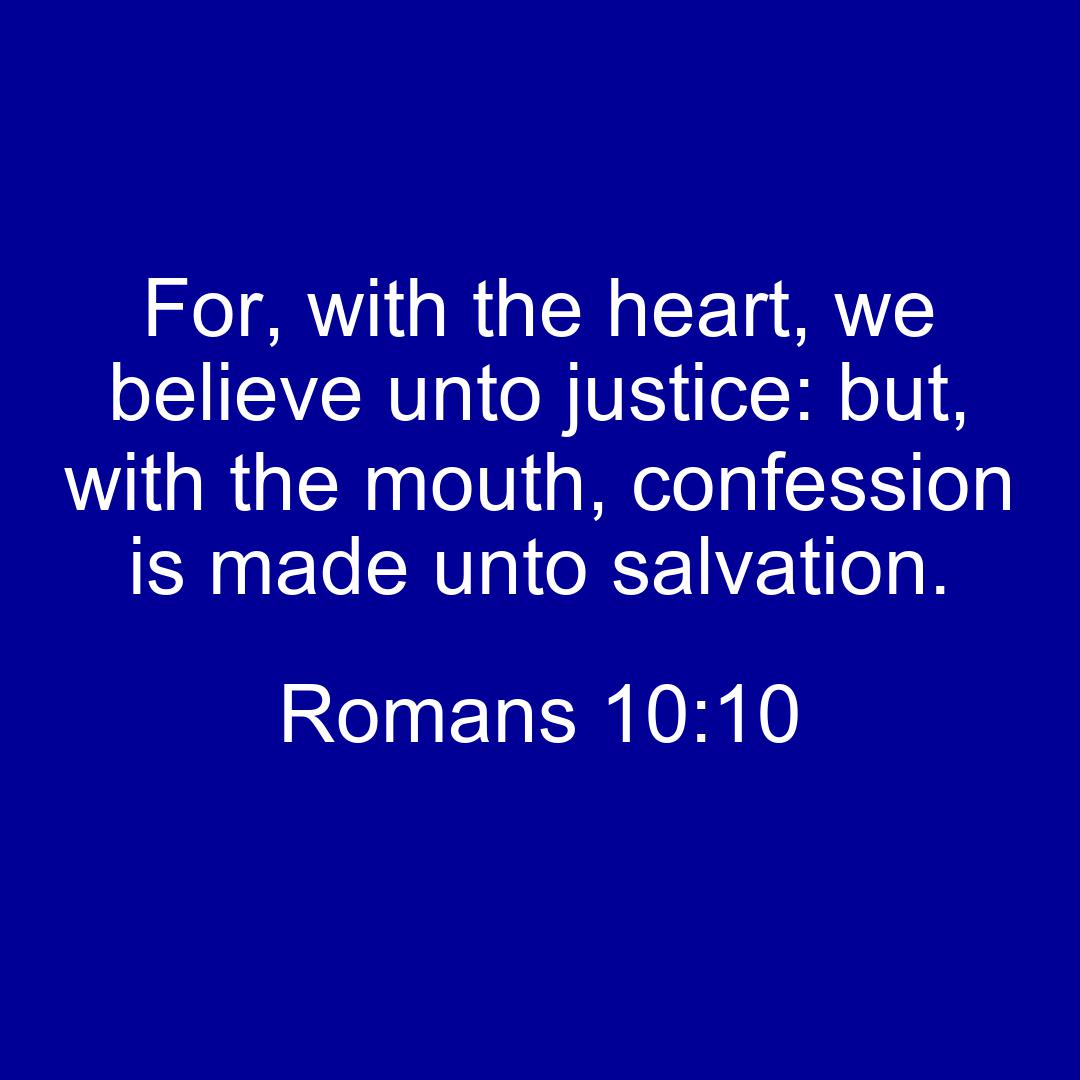 For, with the heart, we
believe unto justice: but,
with the mouth, confession
is made unto salvation.
Romans 10:10